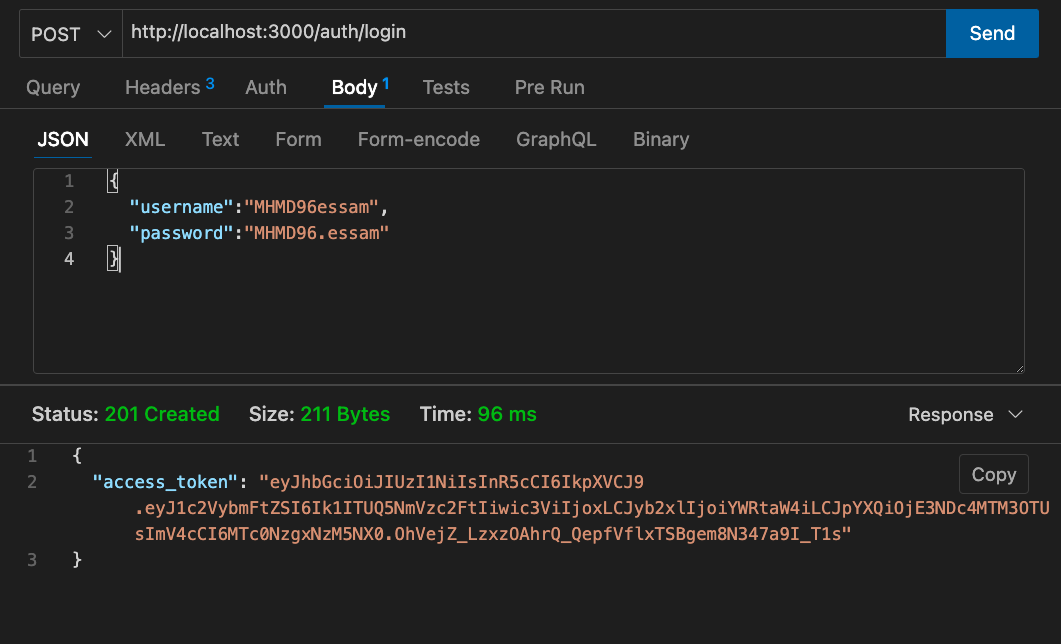 POST http://localhost:3000/auth/login Send
Query Headers 3 Auth Body 1 Tests Pre Run
JSON XML Text Form Form-encode GraphQL Binary
1 {
2 "username":"MHMD96essam",
3 "password":"MHMD96.essam"
4 }
Status: 201 Created Size: 211 Bytes Time: 96 ms Response
1 {
2 "access_token": "eyJhbGciOiJIUzI1NiIsInR5cCI6IkpXVCJ9
.eyJ1c2VybmFtZSI6Ik1ITUQ5NmVzc2FtIiwic3ViIjoxLCJyb2xlIjoiYWRtaW4iLCJpYXQiOjE3NDc4MTM3OTU
sImV4cCI6MTc0NzgxNzM5NX0.OhVejZ_LzxzOAhrQ_QepfVflxTSBgem8N347a9I_T1s"
3 }
Copy